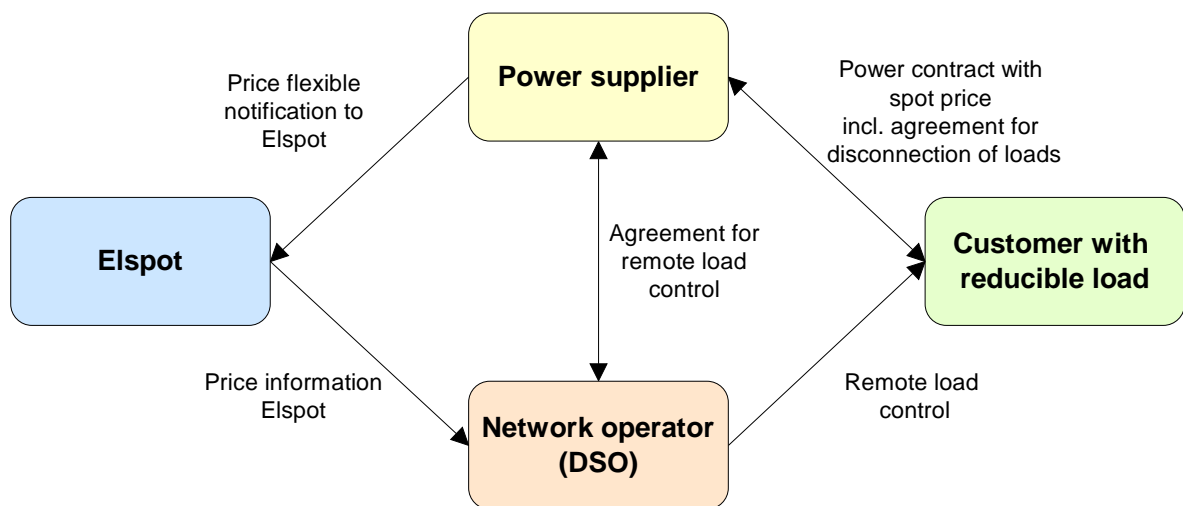 Power supplier
Price flexible
notification to
Elspot
Power contract with
spot price
incl. agreement for
disconnection of loads
Elspot
Agreement for
remote load
control
Customer with
reducible load
Price information
Elspot
Network operator
(DSO)
Remote load
control